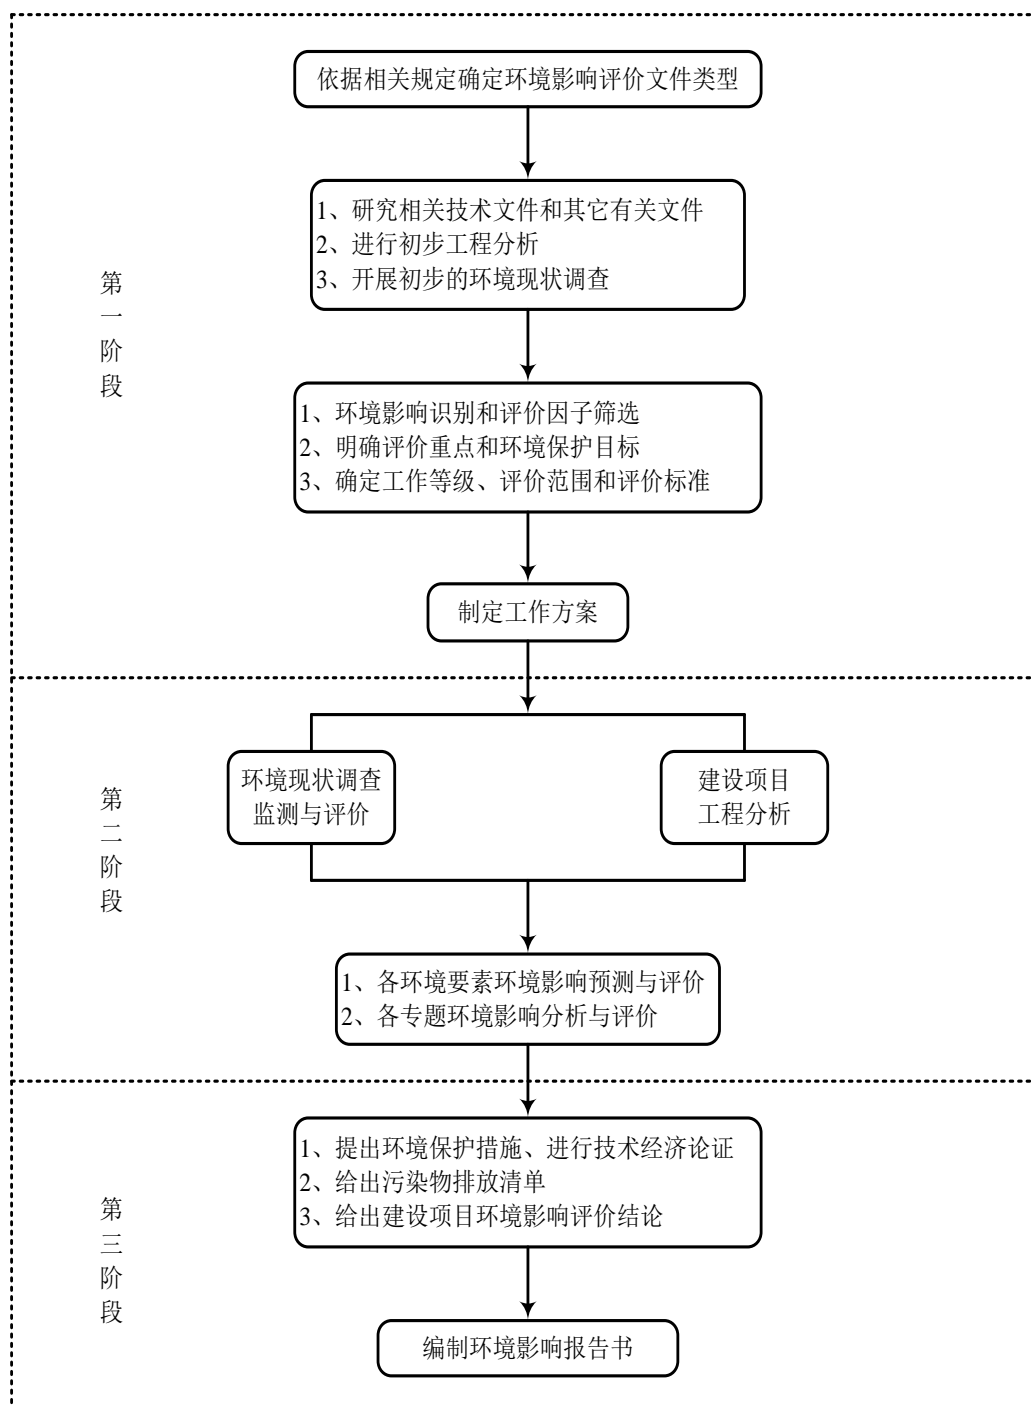 依据相关规定确定环境影响评价文件类型
1、研究相关技术文件和其它有关文件
2、进行初步工程分析
3、开展初步的环境现状调查
第一阶段
1、环境影响识别和评价因子筛选
2、明确评价重点和环境保护目标
3、确定工作等级、评价范围和评价标准
制定工作方案
第二阶段
环境现状调查
监测与评价
建设项目
工程分析
1、各环境要素环境影响预测与评价
2、各专题环境影响分析与评价
第三阶段
1、提出环境保护措施、进行技术经济论证
2、给出污染物排放清单
3、给出建设项目环境影响评价结论
编制环境影响报告书